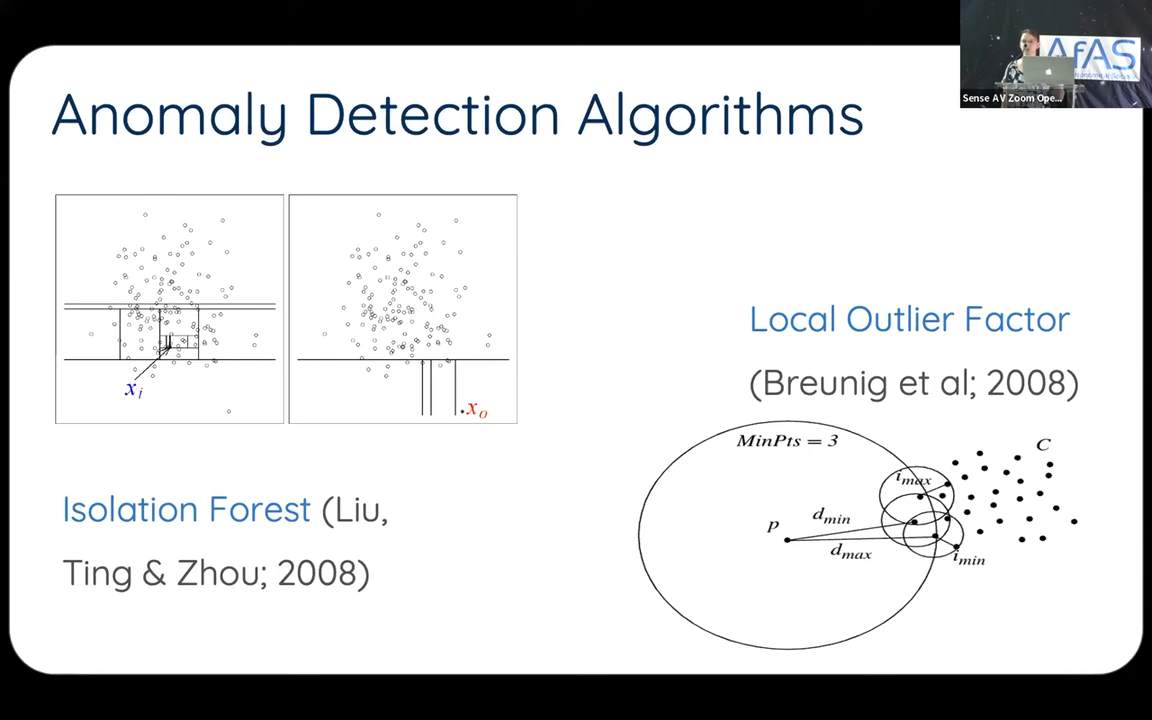 Anomaly Detection Algorithms
AfAS
Sense AV Zoom Ope...
x_i
x_o
Isolation Forest (Liu,
Ting & Zhou; 2008)
Local Outlier Factor
(Breunig et al; 2008)
MinPts = 3
C
i_max
d_min
p
d_max
i_min